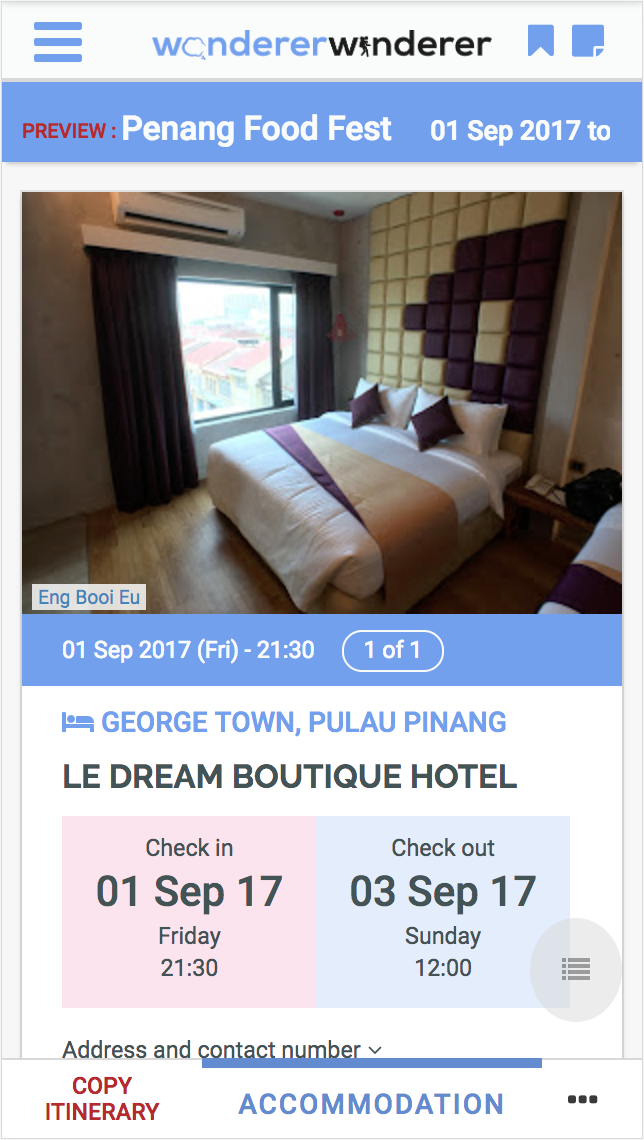 wondererwinderer
PREVIEW : Penang Food Fest 01 Sep 2017 to
Eng Booi Eu
01 Sep 2017 (Fri) - 21:30 1 of 1
GEORGE TOWN, PULAU PINANG
LE DREAM BOUTIQUE HOTEL
Check in
01 Sep 17
Friday
21:30
Check out
03 Sep 17
Sunday
12:00
Address and contact number
COPY
ITINERARY
ACCOMMODATION